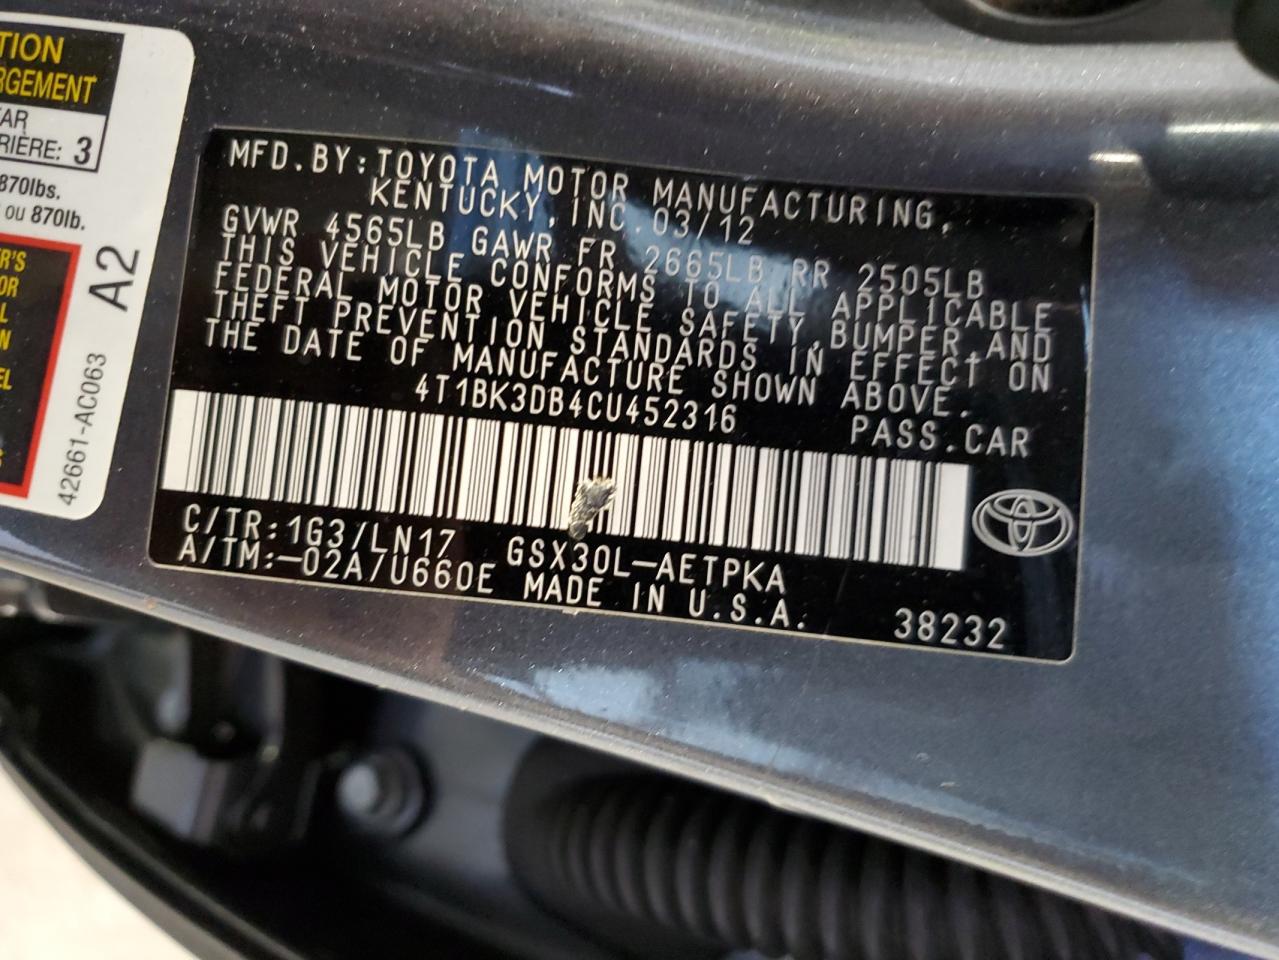 TION
RGEMENT
AR
RIÈRE: 3
870lbs.
OU 870lb.
R'S
OR
L
N
EL
A2
42661-AC063
MFD.BY:TOYOTA MOTOR MANUFACTURING,
KENTUCKY,INC.03/12
GVWR 4565LB GAWR FR 2665LB RR 2505LB
THIS VEHICLE CONFORMS TO ALL APPLICABLE
FEDERAL MOTOR VEHICLE SAFETY,BUMPER,AND
THEFT PREVENTION STANDARDS IN EFFECT ON
THE DATE OF MANUFACTURE SHOWN ABOVE.
4T1BK3DB4CU452316
PASS.CAR
C/TR:1G3/LN17 GSX30L-AETPKA
A/TM:-02A/U660E MADE IN U.S.A.
38232